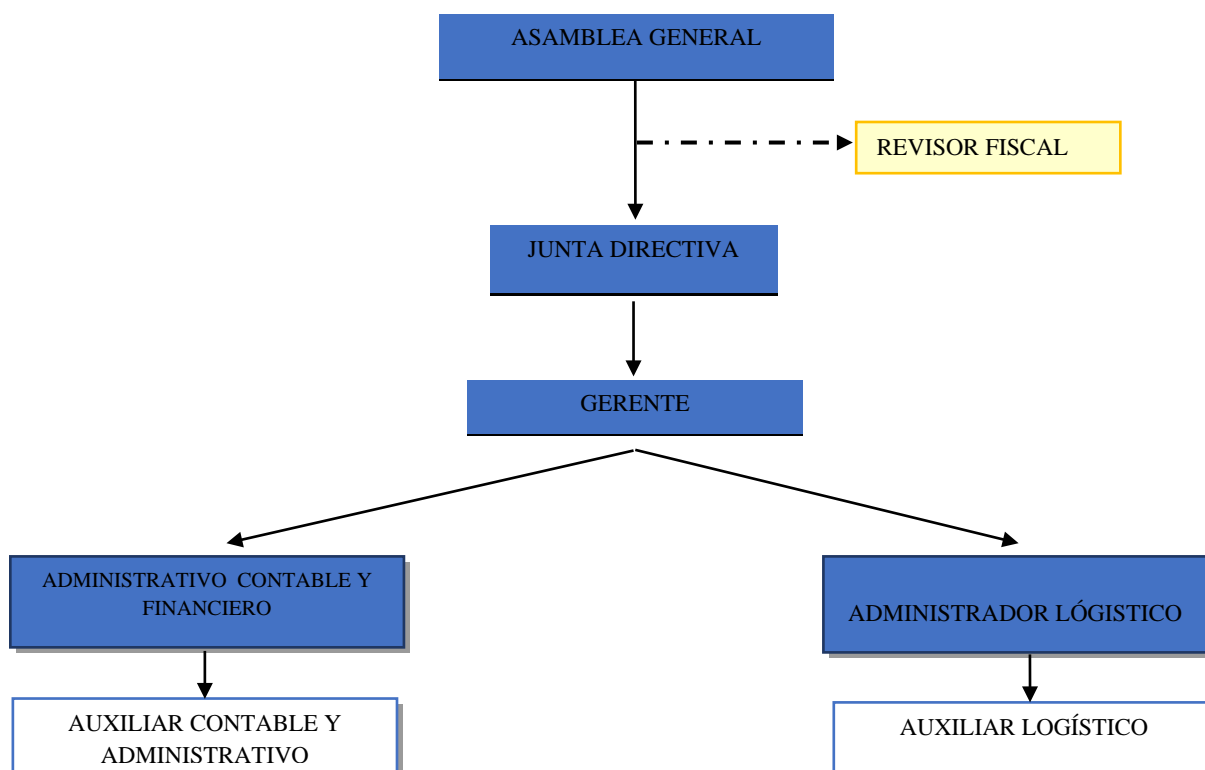 ASAMBLEA GENERAL
REVISOR FISCAL
JUNTA DIRECTIVA
GERENTE
ADMINISTRATIVO CONTABLE Y
FINANCIERO
ADMINISTRADOR LÓGISTICO
AUXILIAR CONTABLE Y
ADMINISTRATIVO
AUXILIAR LOGÍSTICO